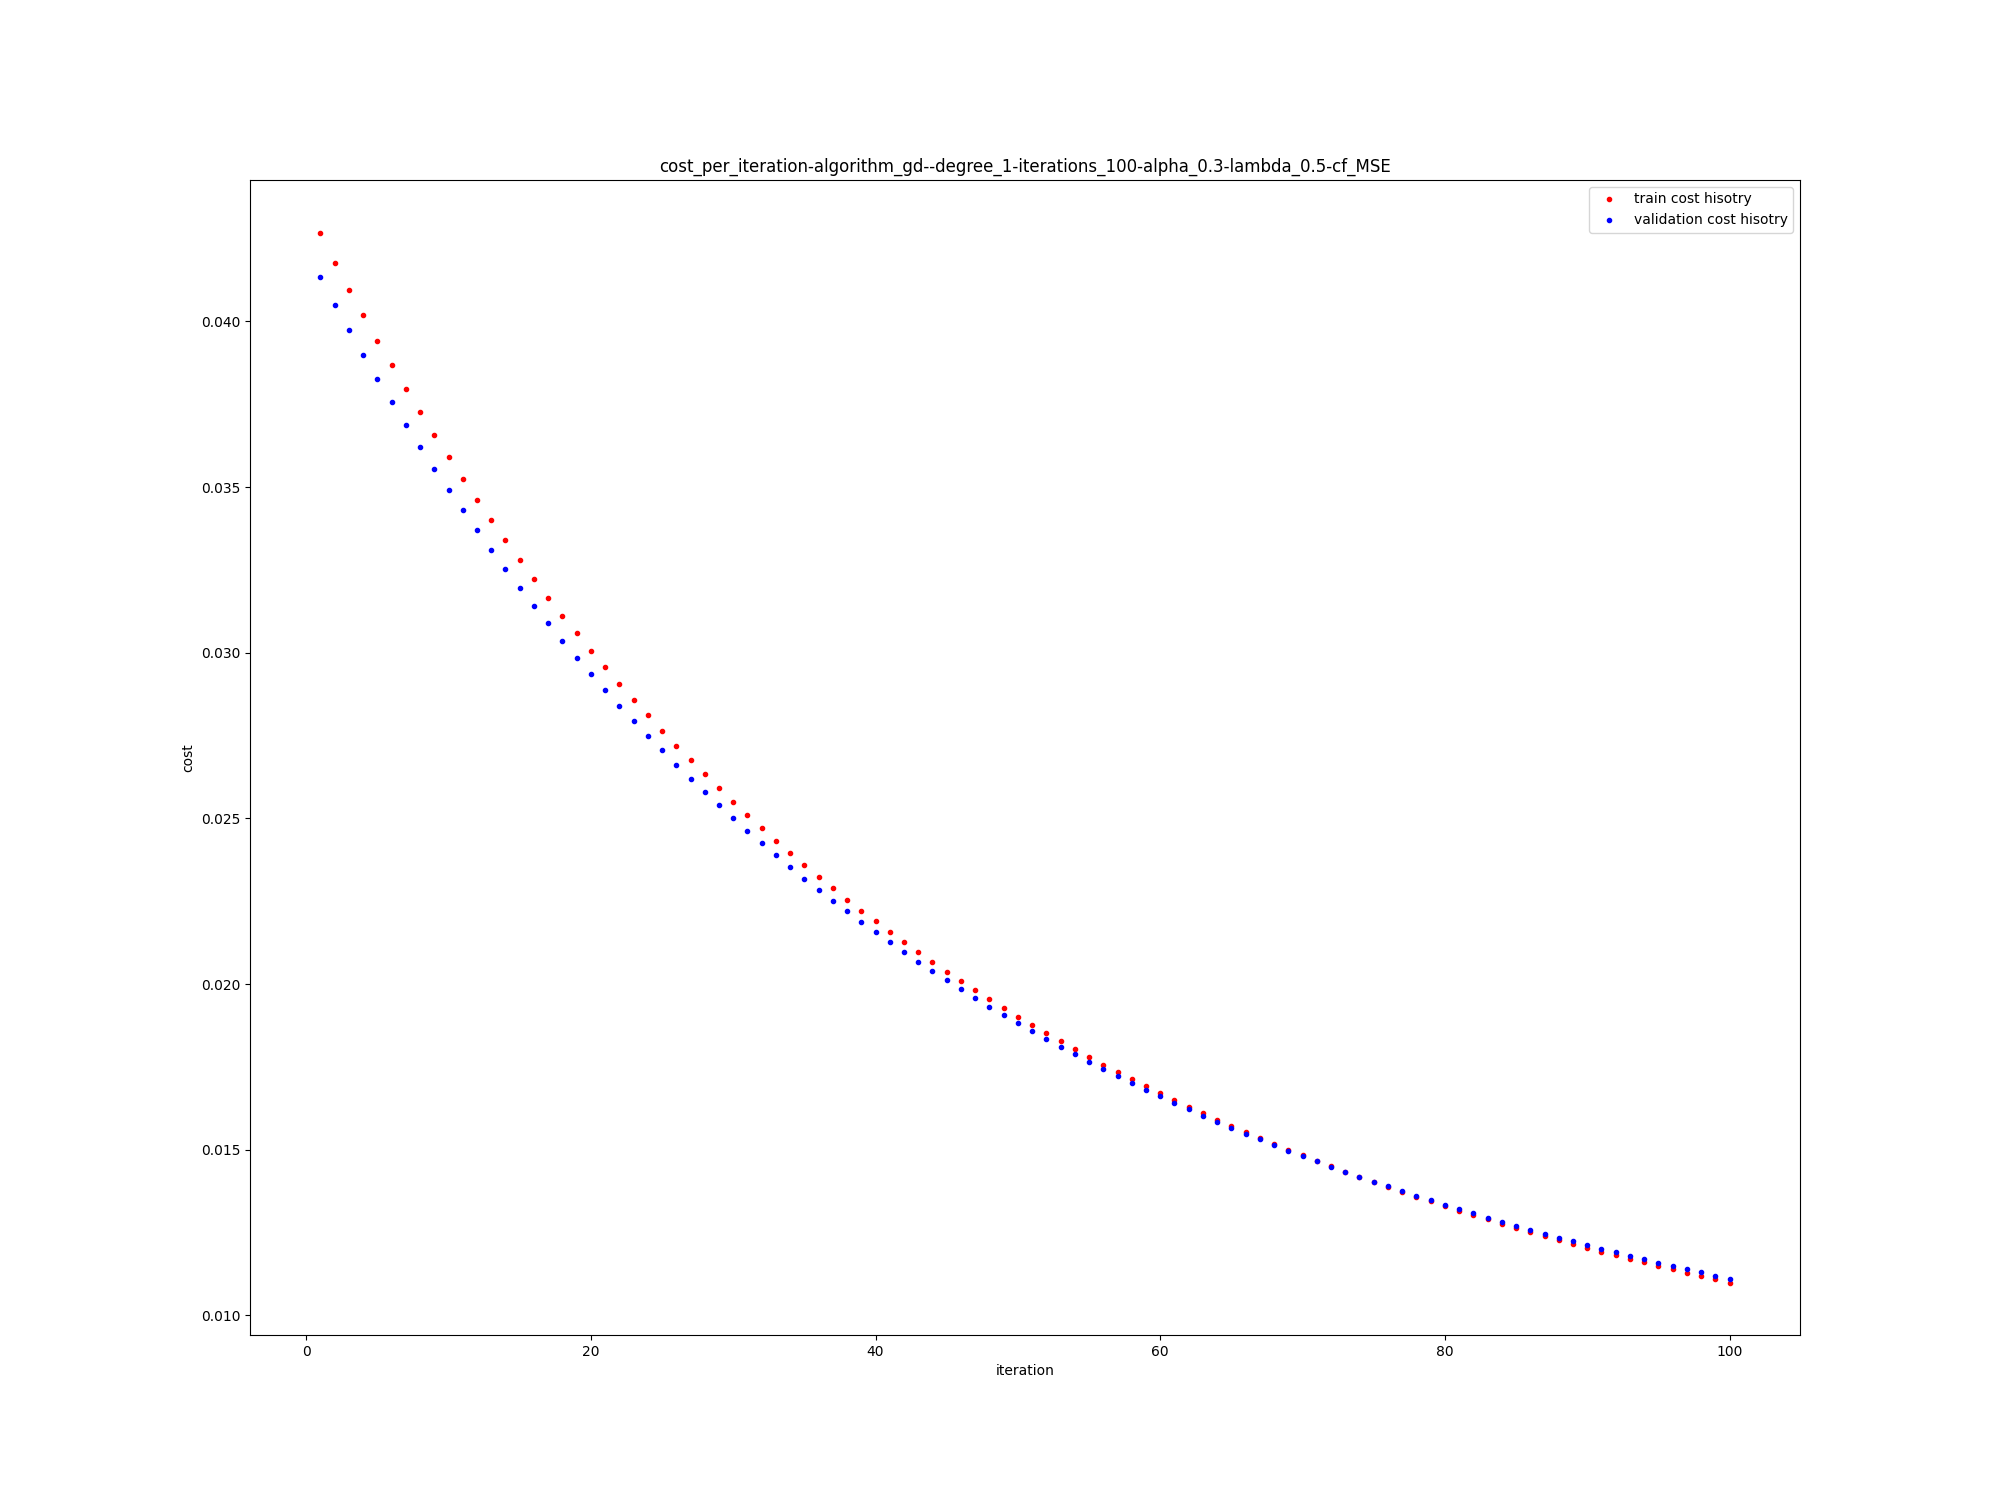 cost_per_iteration-algorithm_gd--degree_1-iterations_100-alpha_0.3-lambda_0.5-cf_MSE
train cost hisotry
validation cost hisotry
0.040
0.035
0.030
0.025
0.020
0.015
0.010
cost
0 20 40 60 80 100
iteration